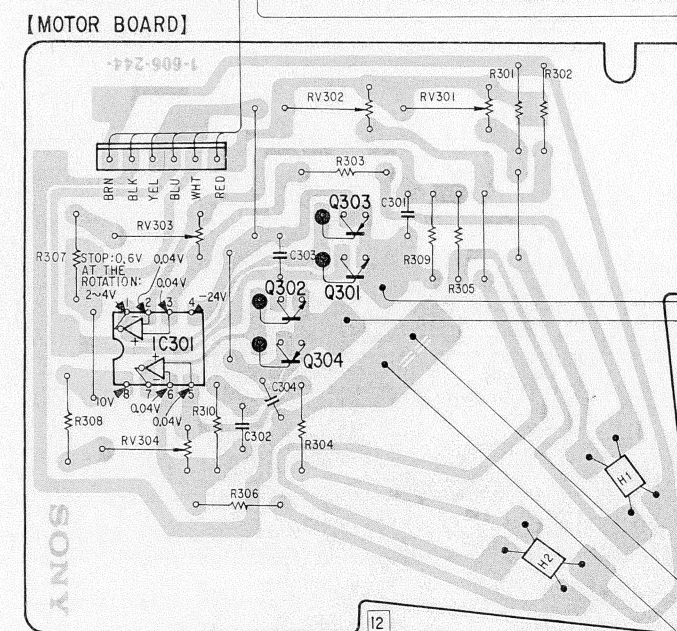 【MOTOR BOARD】
1-606-244-
R301
R302
RV302
RV301
R303
BRN
BLK
YEL
BLU
WHT
RED
Q303
C301
RV303
R307
STOP:0.6V
AT THE
ROTATION:
2~4V
0.04V
0.04V
C303
R309
R305
Q301
Q302
-24V
1
2
3
4
IC301
Q304
8
7
6
5
10V
0.04V
0.04V
C304
R308
R310
C302
R304
RV304
R306
H1
H2
SONY
12